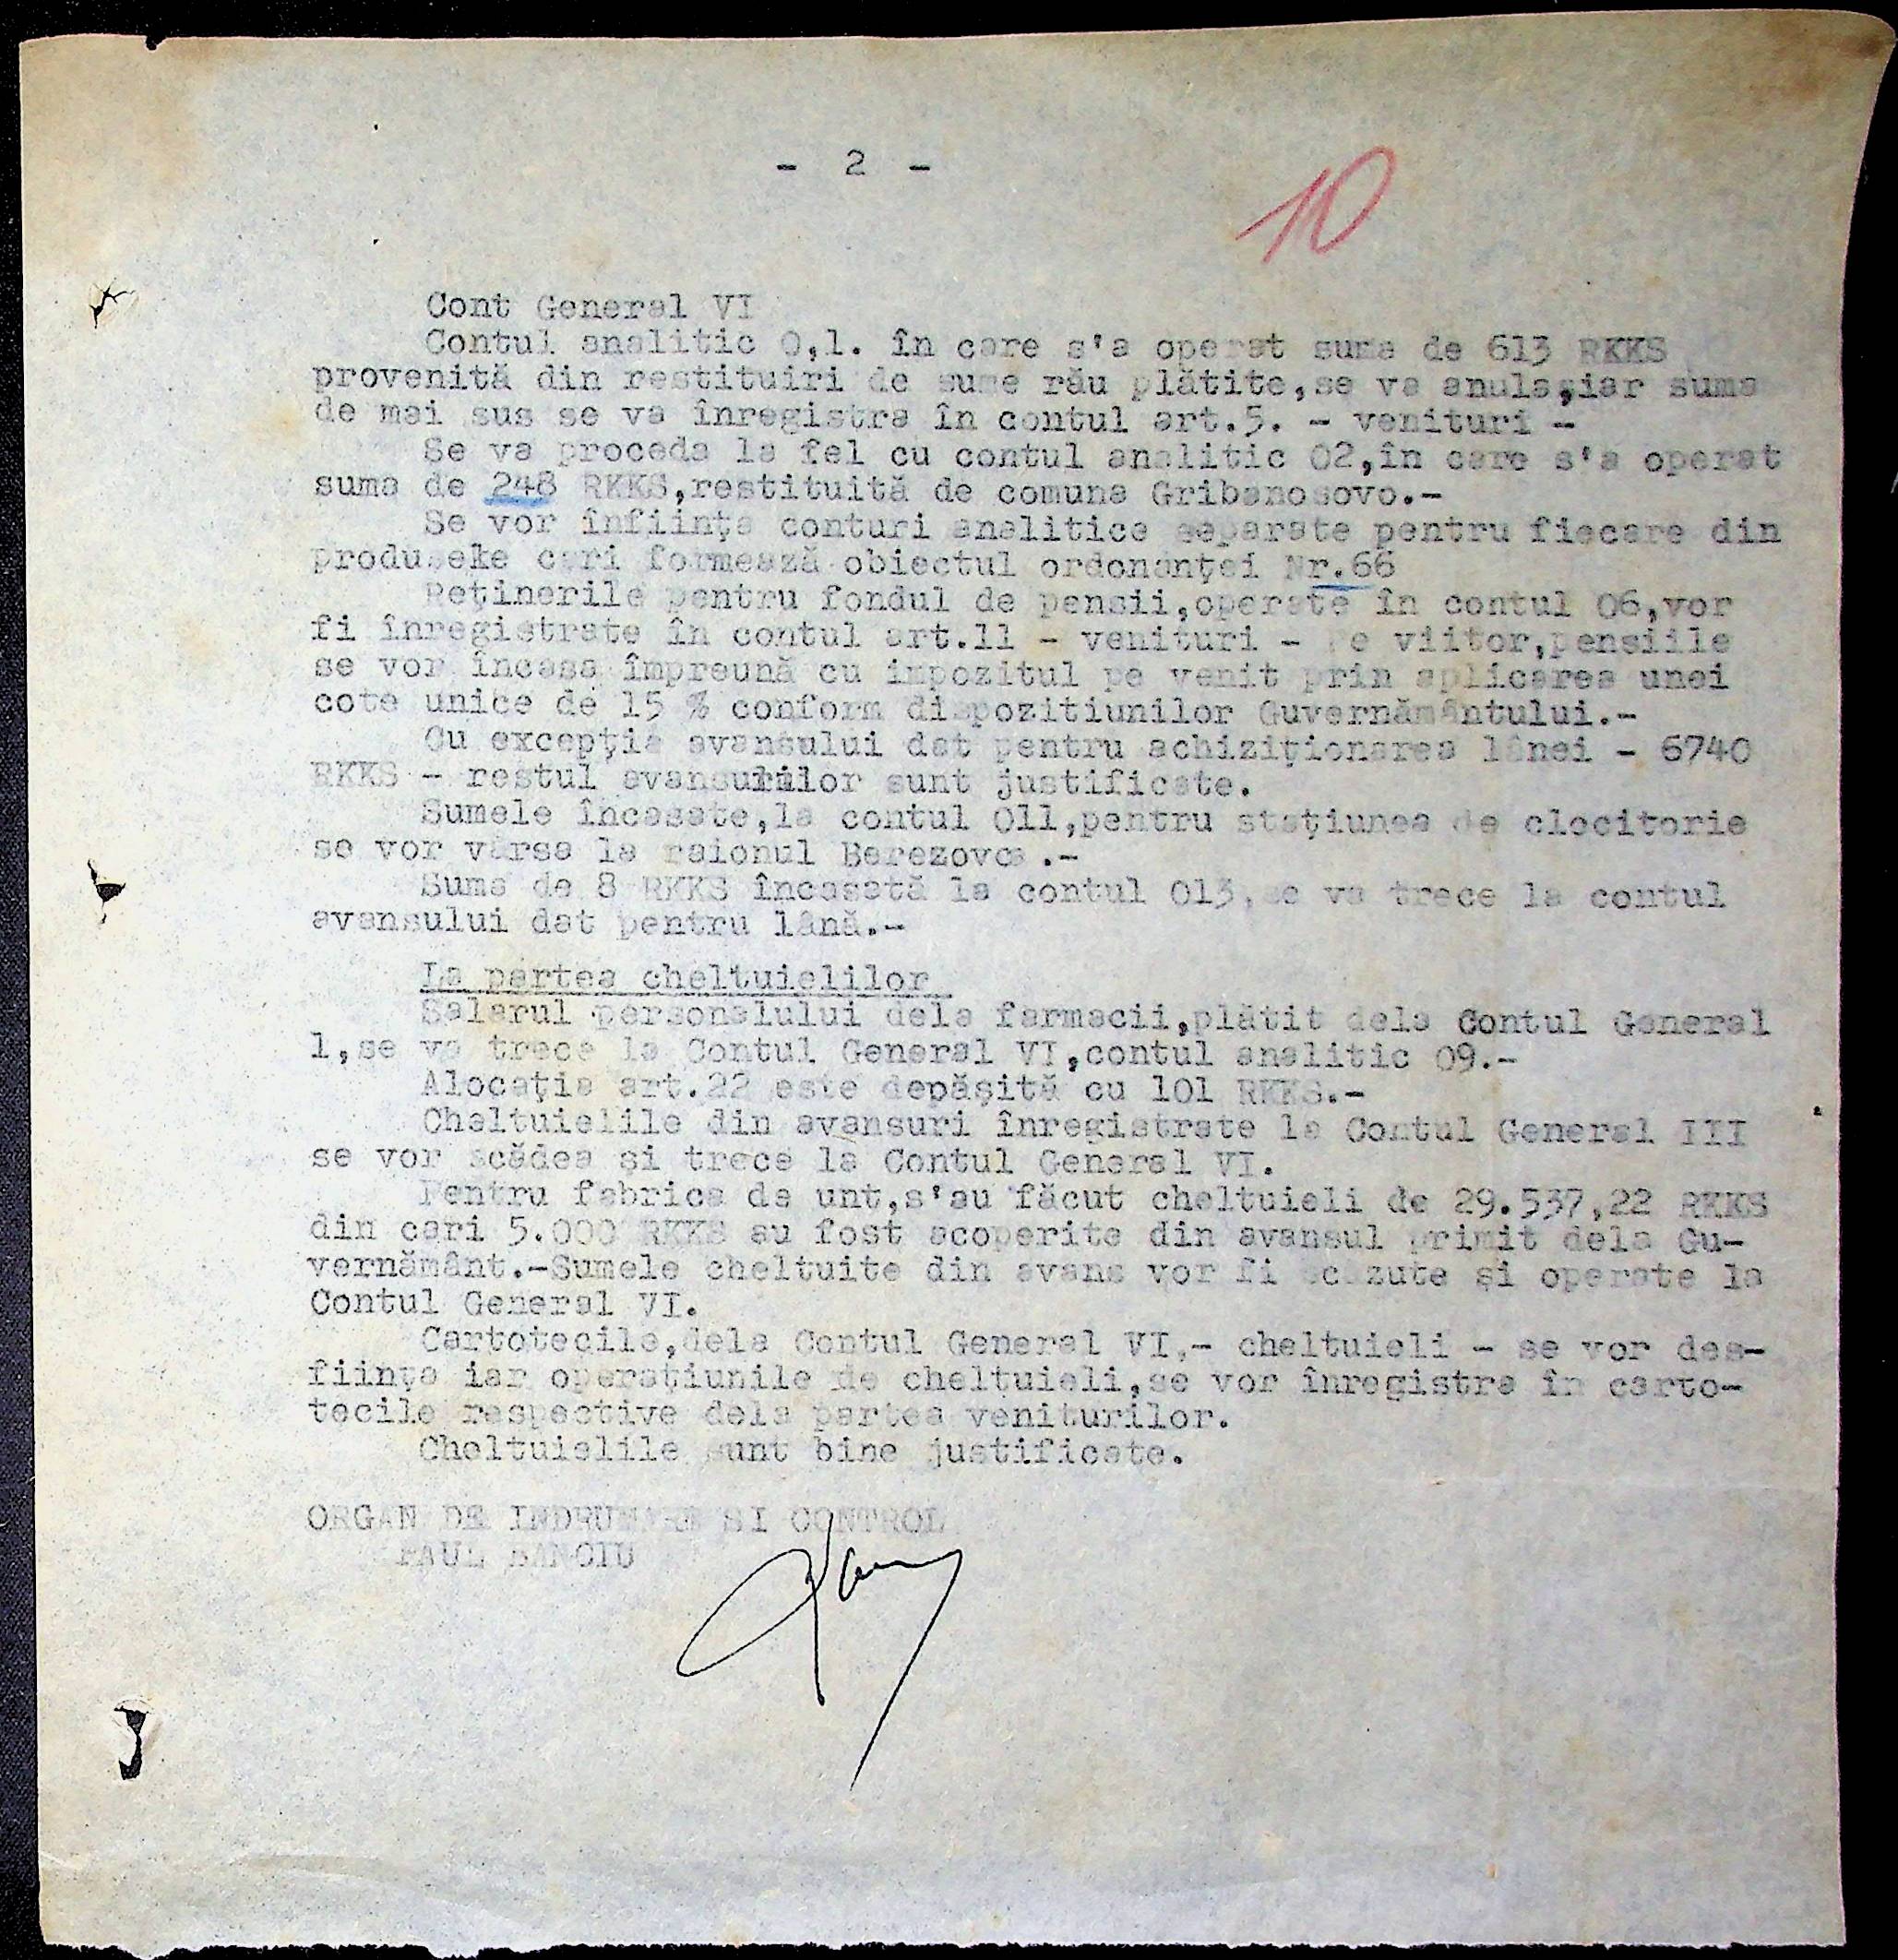 - 2 -
10
Cont General VI
Contul analitic 0,1. în care s'a operat suma de 613 RKKS
provenită din restituiri de sume rău plătite,se va anula,iar suma
de mai sus se va înregistra în contul art.5. - venituri -
Se va proceda la fel cu contul analitic 02,în care s'a operat
suma de 248 RKKS,restituită de comuna Gribanosovo.-
Se vor înființa conturi analitice separate pentru fiecare din
produseke cari formează obiectul ordonanței Nr.66
Reținerile pentru fondul de pensii,operate în contul 06,vor
fi înregistrate în contul art.11 - venituri - Pe viitor,pensiile
se vor încasa împreună cu impozitul pe venit prin aplicarea unei
cote unice de 15 % conform dispozitiunilor Guvernământului.-
Cu excepția avansului dat pentru achiziționarea lânei - 6740
RKKS - restul avansurilor sunt justificate.
Sumele încasate,la contul 011,pentru stațiunea de clocitorie
se vor vărsa la raionul Berezovca.-
Suma de 8 RKKS încasată la contul 013,se va trece la contul
avansului dat pentru lână.-
La partea cheltuielilor
Salarul personalului dela farmacii,plătit dela Contul General
1,se va trece la Contul General VI,contul analitic 09.-
Alocația art.22 este depășită cu 101 RKKS.-
Cheltuielile din avansuri înregistrate la Contul General III
se vor scădea și trece la Contul General VI.
Pentru fabrica de unt,s'au făcut cheltuieli de 29.537,22 RKKS
din cari 5.000 RKKS au fost acoperite din avansul primit dela Gu-
vernământ.-Sumele cheltuite din avans vor fi scăzute și operate la
Contul General VI.
Cartotecile,dela Contul General VI,- cheltuieli - se vor des-
ființa iar operațiunile de cheltuieli,se vor înregistra în carto-
tecile respective dela partea veniturilor.
Cheltuielile sunt bine justificate.
ORGAN DE INDRUMARE SI CONTROL
PAUL BANCIU